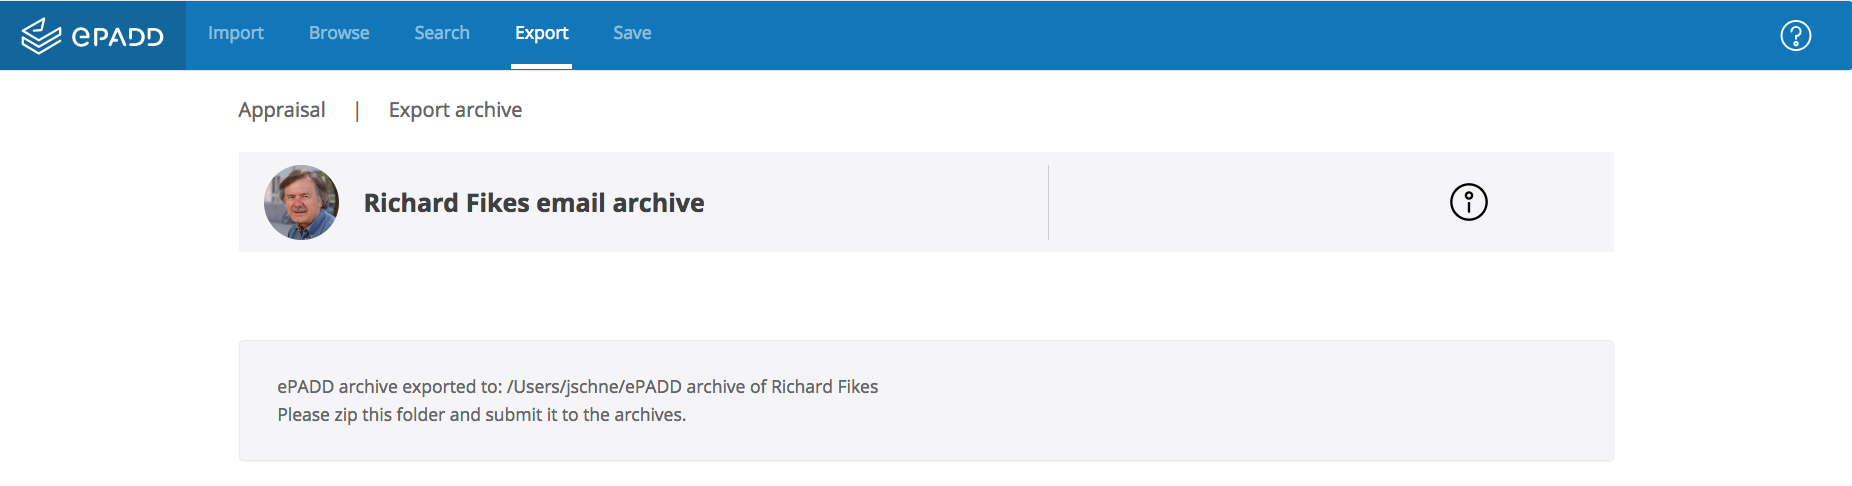 ePADD
Import Browse Search Export Save
Appraisal | Export archive
Richard Fikes email archive
ePADD archive exported to: /Users/jschne/ePADD archive of Richard Fikes
Please zip this folder and submit it to the archives.